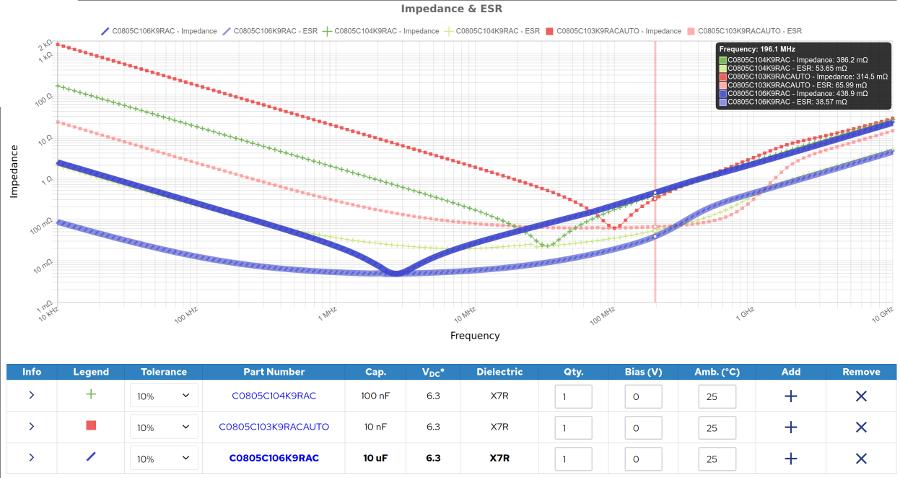 Impedance & ESR
C0805C106K9RAC - Impedance C0805C106K9RAC - ESR C0805C104K9RAC - Impedance C0805C104K9RAC - ESR C0805C103K9RACAUTO - Impedance C0805C103K9RACAUTO - ESR
Frequency: 196.1 MHz
C0805C104K9RAC - Impedance: 386.2 mΩ
C0805C104K9RAC - ESR: 53.65 mΩ
C0805C103K9RACAUTO - Impedance: 314.5 mΩ
C0805C103K9RACAUTO - ESR: 65.99 mΩ
C0805C106K9RAC - Impedance: 438.9 mΩ
C0805C106K9RAC - ESR: 38.57 mΩ
Impedance
2 kΩ
1 kΩ
100 Ω
10 Ω
1 Ω
100 mΩ
10 mΩ
1 mΩ
10 kHz 100 kHz 1 MHz 10 MHz 100 MHz 1 GHz 10 GHz
Frequency
Info Legend Tolerance Part Number Cap. VDC* Dielectric Qty. Bias (V) Amb. (°C) Add Remove
10% C0805C104K9RAC 100 nF 6.3 X7R 1 0 25
10% C0805C103K9RACAUTO 10 nF 6.3 X7R 1 0 25
10% C0805C106K9RAC 10 uF 6.3 X7R 1 0 25